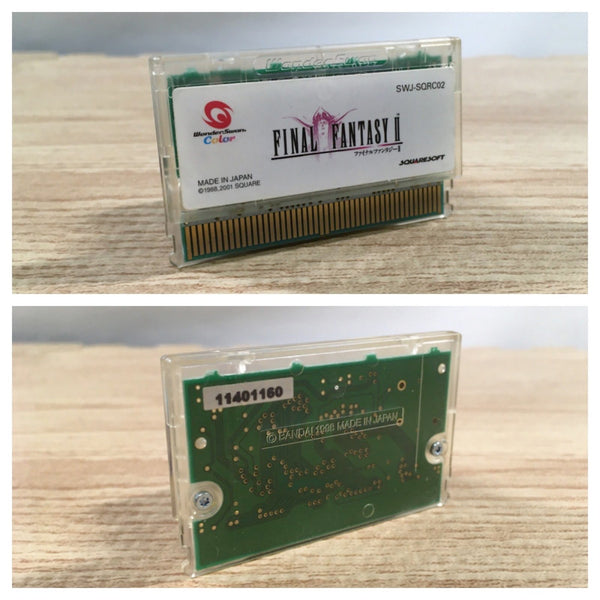 WonderSwan
SWJ-SQRC02
WonderSwan
Color
FINAL FANTASY II
ファイナルファンタジーII
MADE IN JAPAN
©1988,2001 SQUARE
SQUARESOFT
11401160
© BANDAI 1998 MADE IN JAPAN